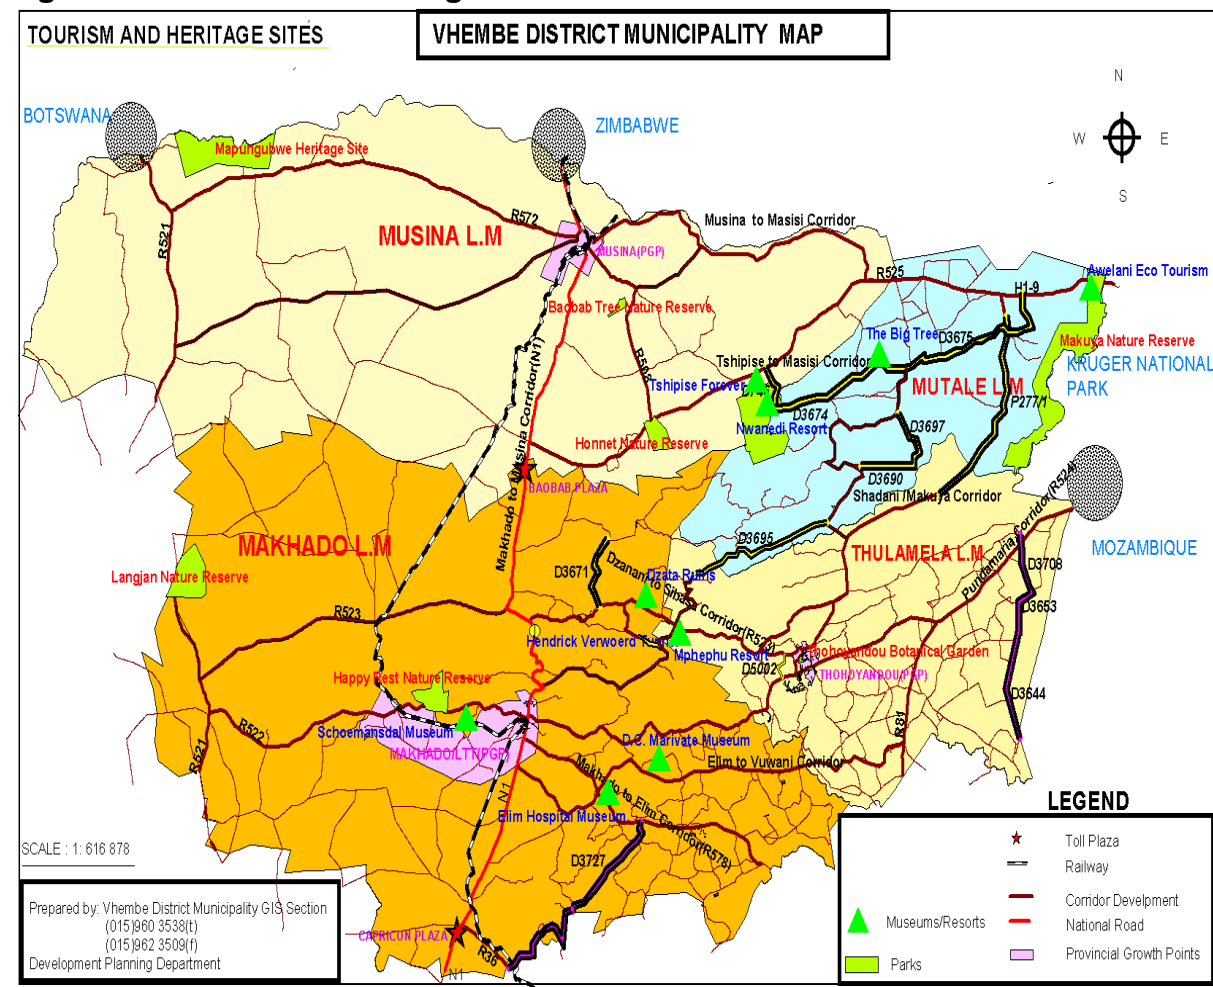 TOURISM AND HERITAGE SITES
VHEMBE DISTRICT MUNICIPALITY MAP
N
W
E
S
BOTSWANA
ZIMBABWE
Mapungubwe Heritage Site
R572
R521
MUSINA L.M
Musina to Masisi Corridor
MUSINA(PGP)
R525
Awelani Eco Tourism
H1-9
Baobab Tree Nature Reserve
The Big Tree
D3675
Makuya Nature Reserve
KRUGER NATIONAL
PARK
R508
Tshipise to Masisi Corridor
Tshipise Forever
MUTALE L.M
P277/1
D3674
Nwanedi Resort
D3697
Makhado to Musina Corridor(N1)
Honnet Nature Reserve
D3690
BAOBAB PLAZA
Shadani /Makuya Corridor
Pundamaria Corridor(R524)
MOZAMBIQUE
MAKHADO L.M
D3695
THULAMELA L.M
D3708
Langjan Nature Reserve
D3671
Dzata Ruins
Dzanani to Sibasa Corridor(R523)
D3653
R523
Hendrick Verwoerd
Mphephu Resort
Thohoyandou Botanical Garden
D5002
THOHOYANDOU(PGP)
Happy Rest Nature Reserve
D3644
R522
R81
Schoemansdal Museum
MAKHADO/LTT(PGP)
D.C. Marivate Museum
R521
Elim to Vuwani Corridor
Makhado to Elim Corridor(R578)
N1
Elim Hospital Museum
D3727
SCALE : 1: 616 878
CAPRICON PLAZA
R36
N1
Prepared by: Vhembe District Municipality GIS Section
(015)960 3538(t)
(015)962 3509(f)
Development Planning Department
LEGEND
Toll Plaza
Railway
Corridor Develpment
Museums/Resorts
National Road
Parks
Provincial Growth Points